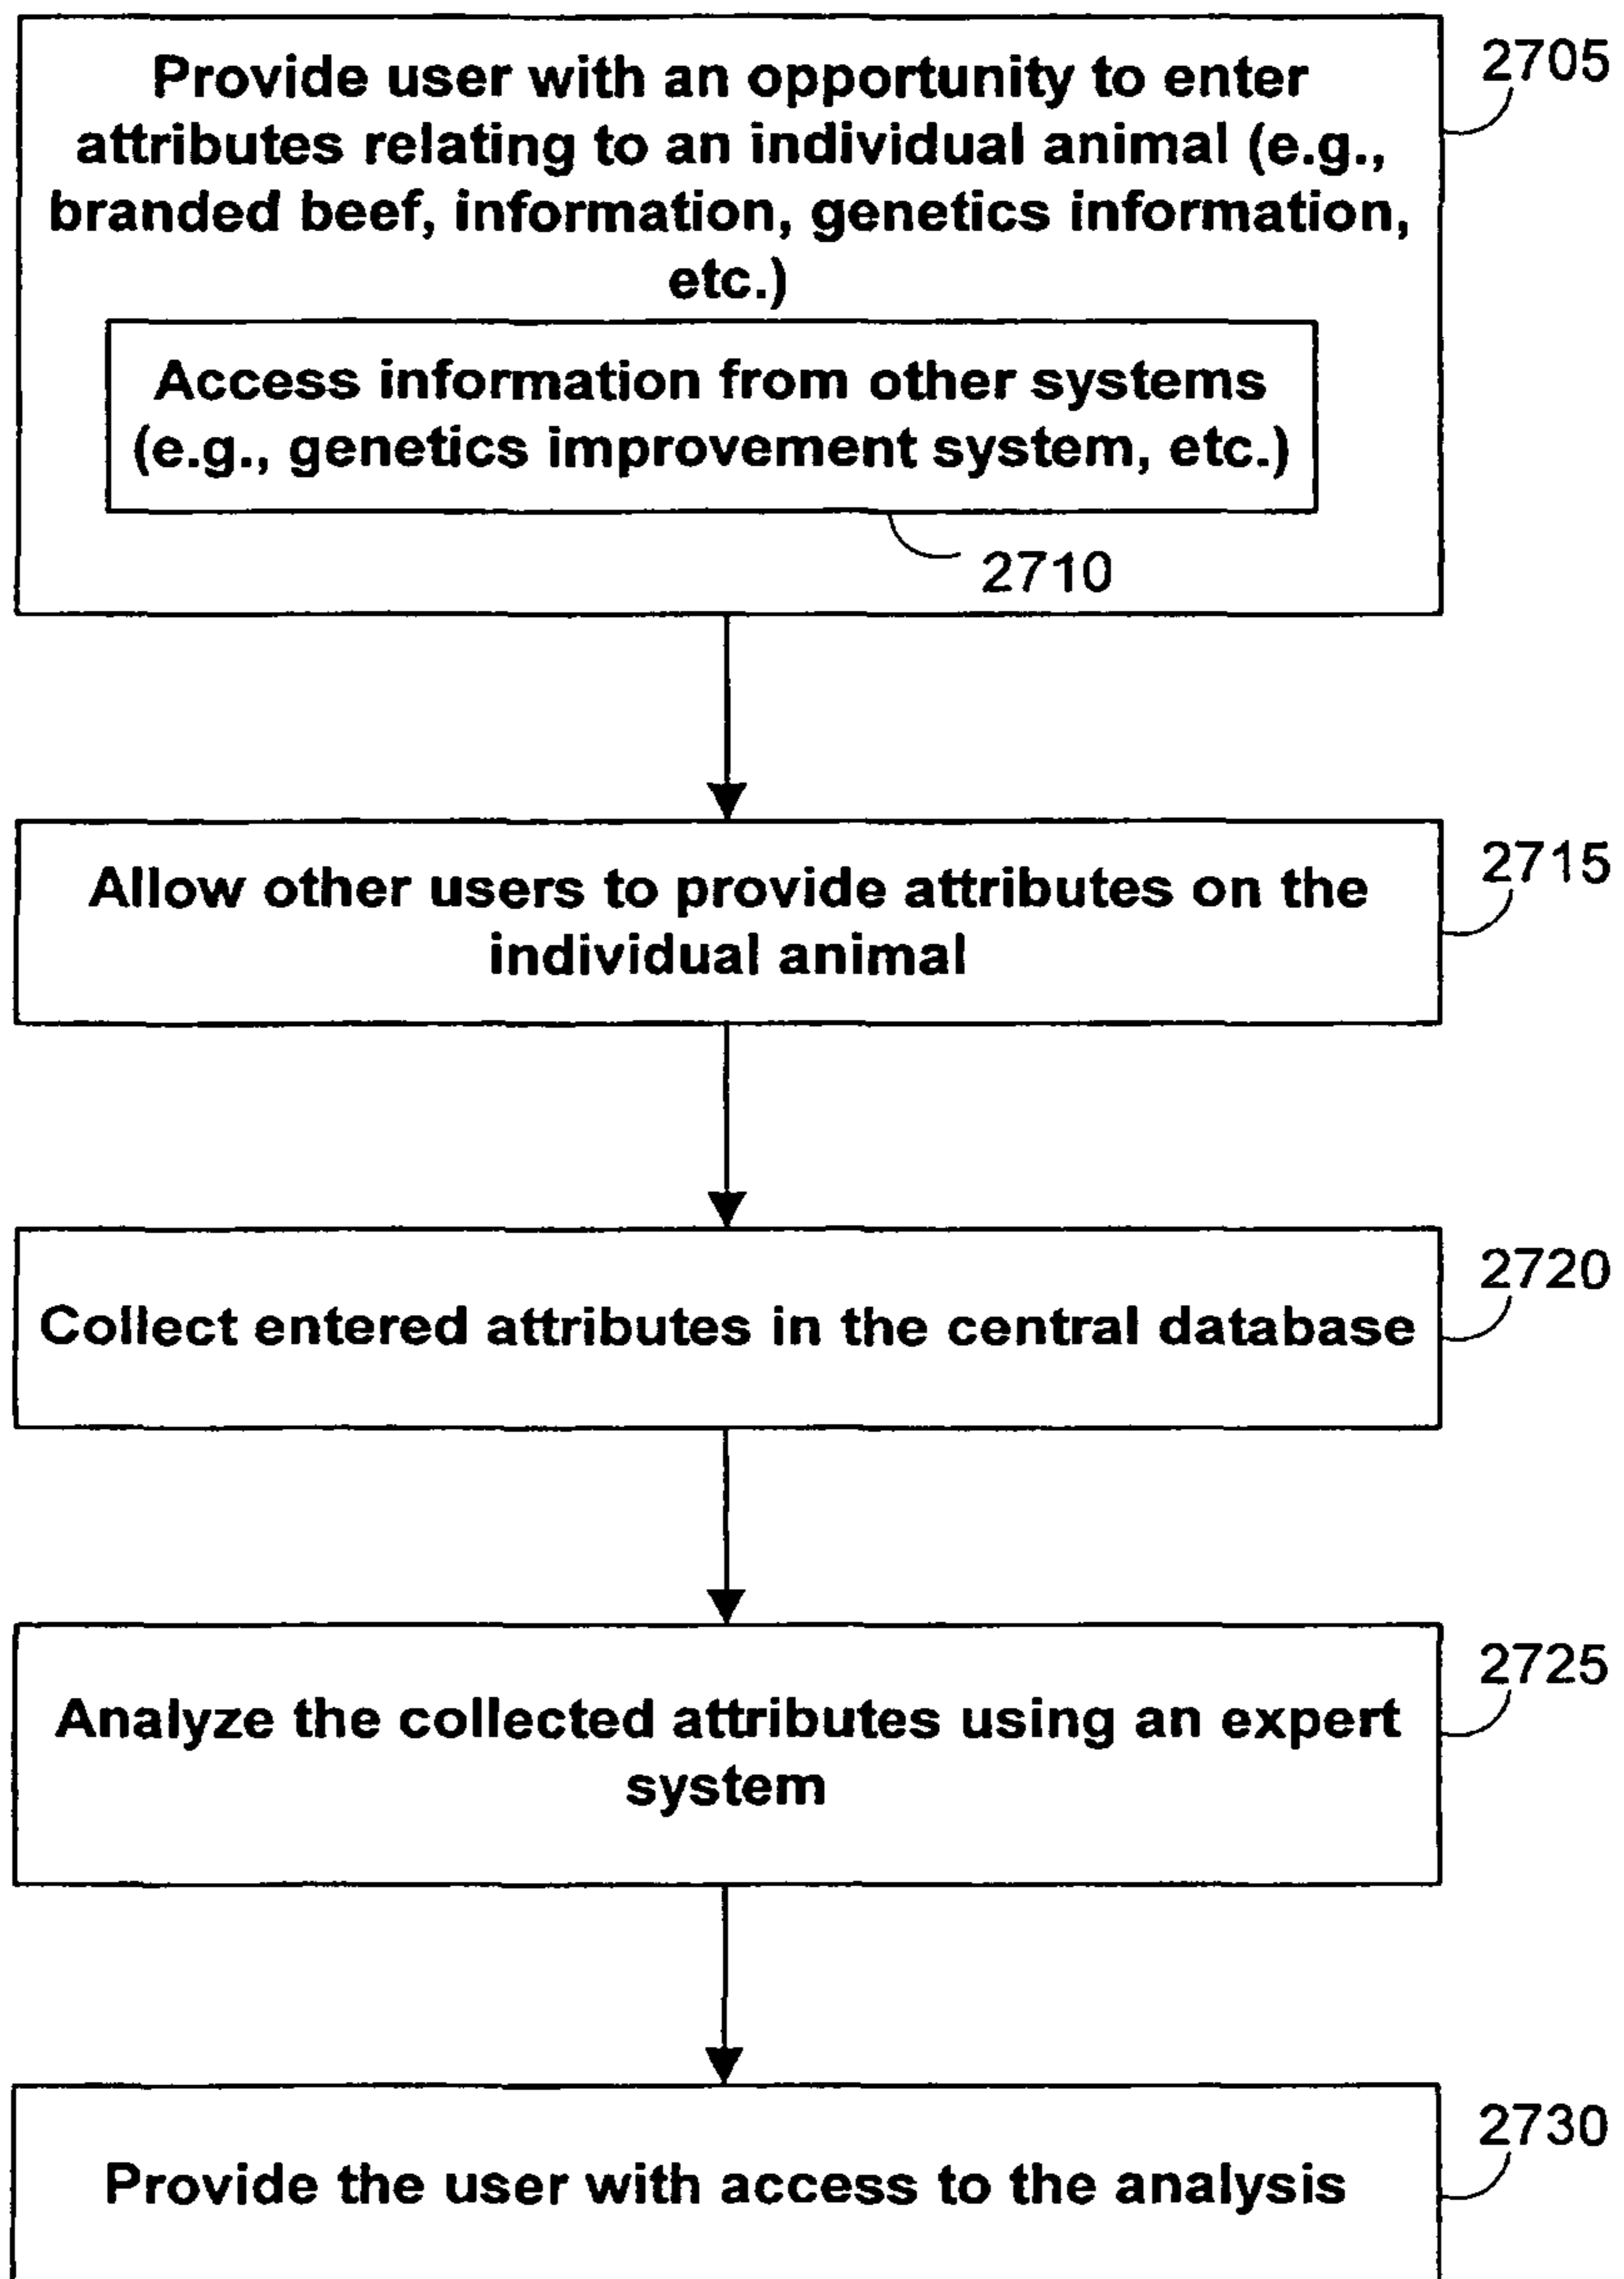 Provide user with an opportunity to enter
attributes relating to an individual animal (e.g.,
branded beef, information, genetics information,
etc.)
2705
Access information from other systems
(e.g., genetics improvement system, etc.)
2710
Allow other users to provide attributes on the
individual animal
2715
Collect entered attributes in the central database
2720
Analyze the collected attributes using an expert
system
2725
Provide the user with access to the analysis
2730